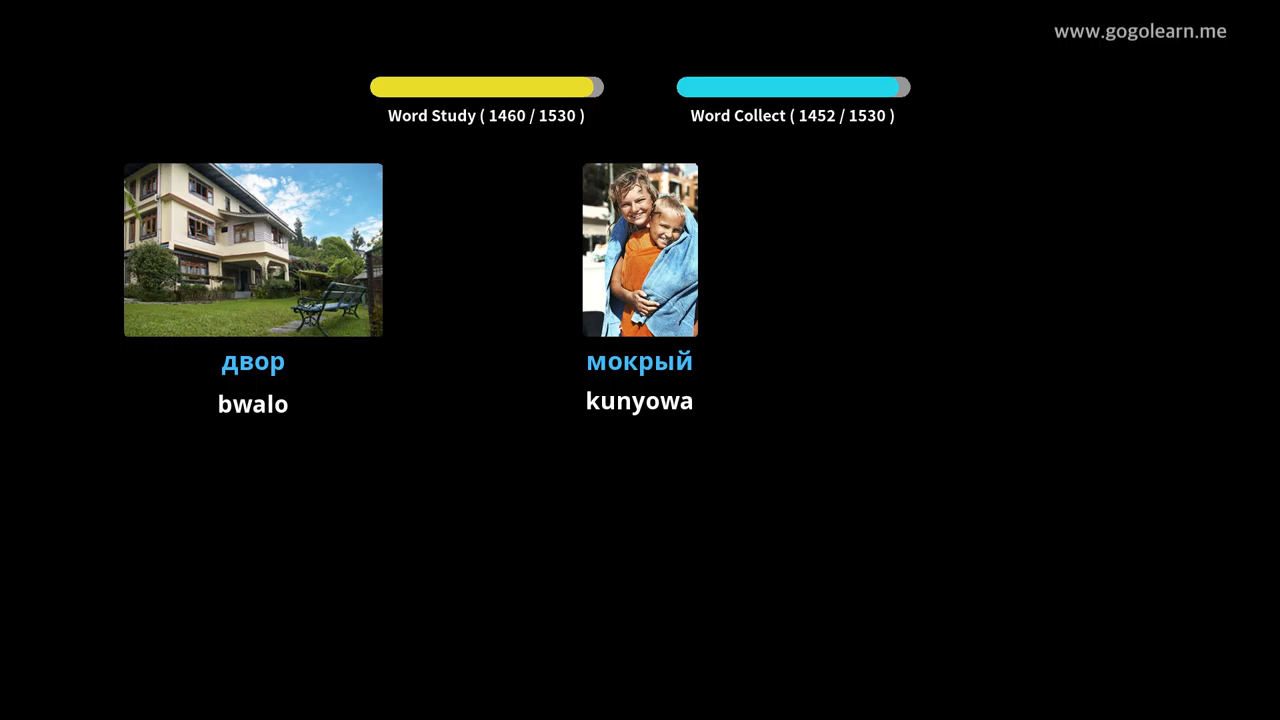 www.gogolearn.me
Word Study ( 1460 / 1530 )
Word Collect ( 1452 / 1530 )
двор
bwalo
мокрый
kunyowa